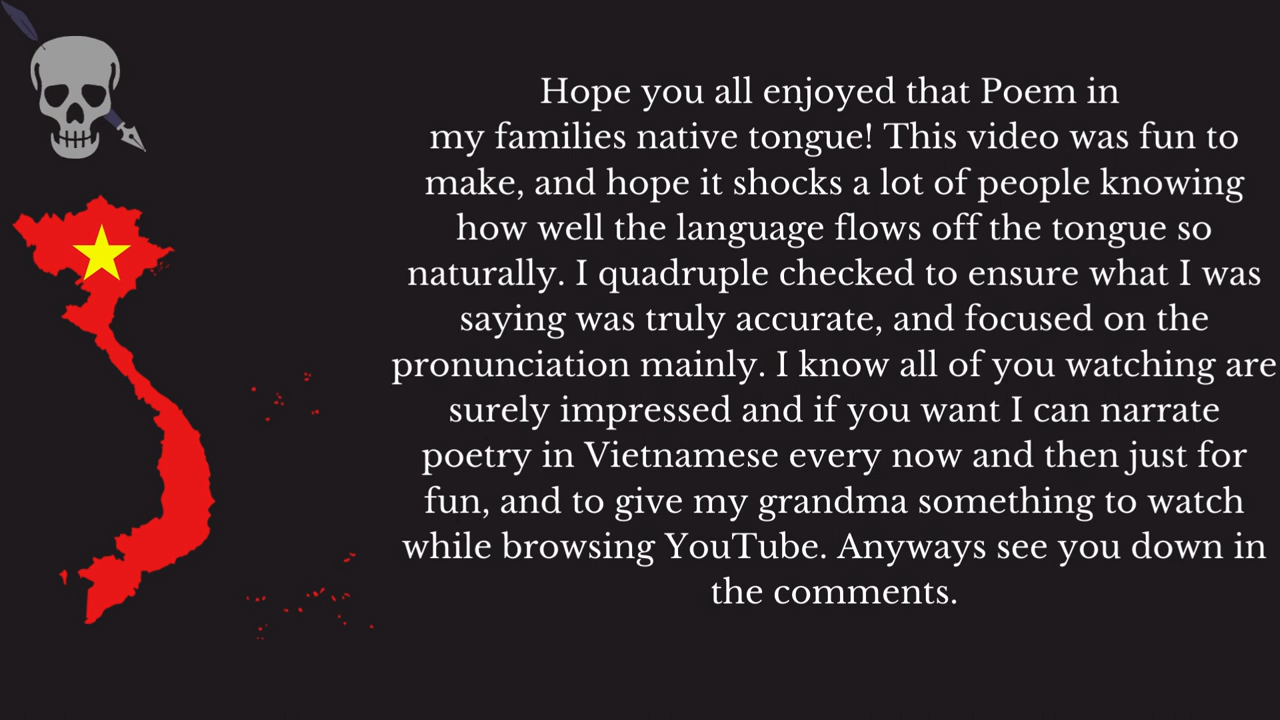 Hope you all enjoyed that Poem in
my families native tongue! This video was fun to
make, and hope it shocks a lot of people knowing
how well the language flows off the tongue so
naturally. I quadruple checked to ensure what I was
saying was truly accurate, and focused on the
pronunciation mainly. I know all of you watching are
surely impressed and if you want I can narrate
poetry in Vietnamese every now and then just for
fun, and to give my grandma something to watch
while browsing YouTube. Anyways see you down in
the comments.